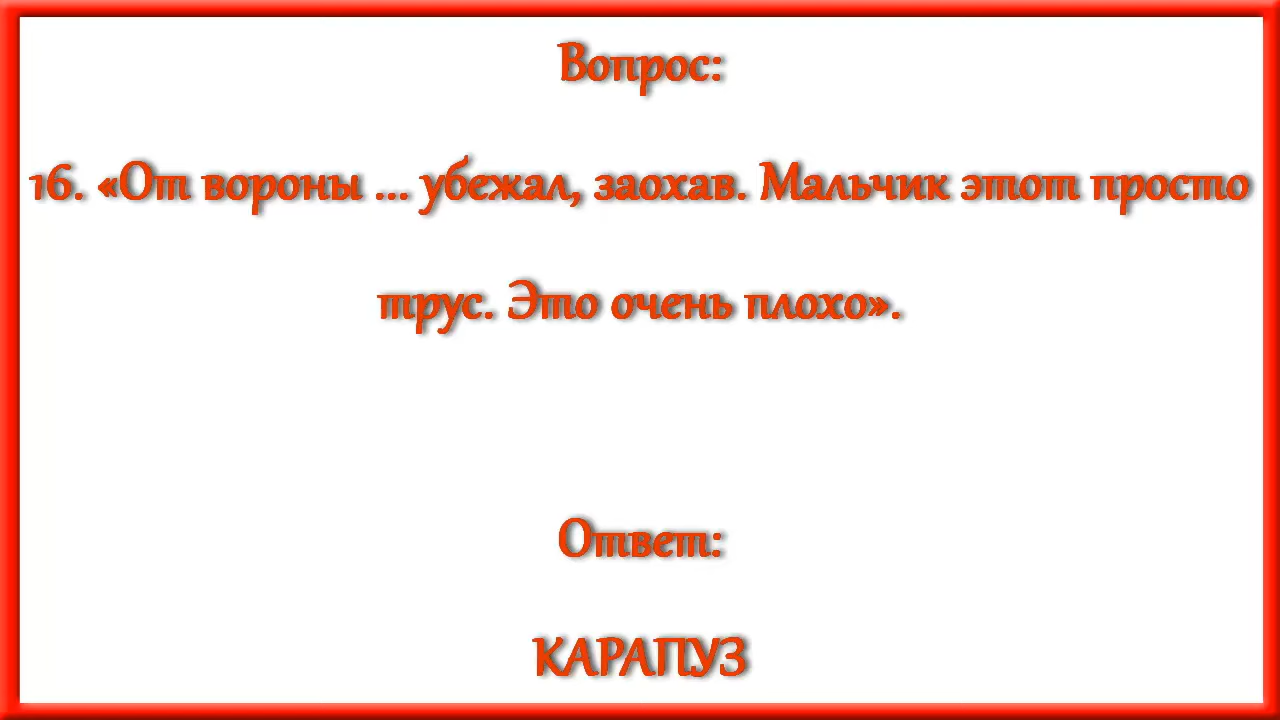 Вопрос:
16. «От вороны ... убежал, заохав. Мальчик этот просто
трус. Это очень плохо».
Ответ:
КАРАПУЗ